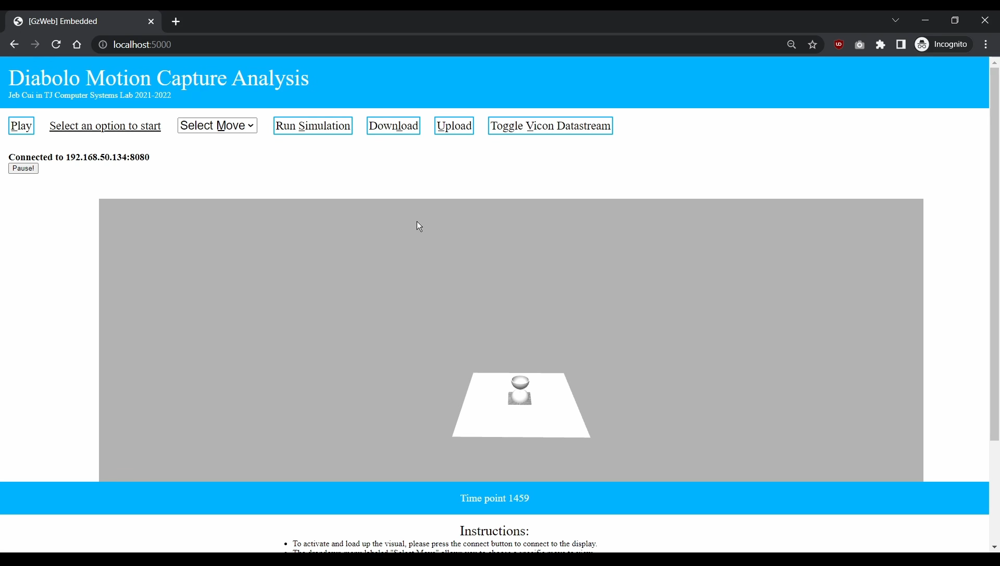 [GzWeb] Embedded
localhost:5000
Incognito
Diabolo Motion Capture Analysis
Jeb Cui in TJ Computer Systems Lab 2021-2022
Play Select an option to start Select Move Run Simulation Download Upload Toggle Vicon Datastream
Connected to 192.168.50.134:8080
Pause!
Time point 1459
Instructions:
• To activate and load up the visual, please press the connect button to connect to the display.